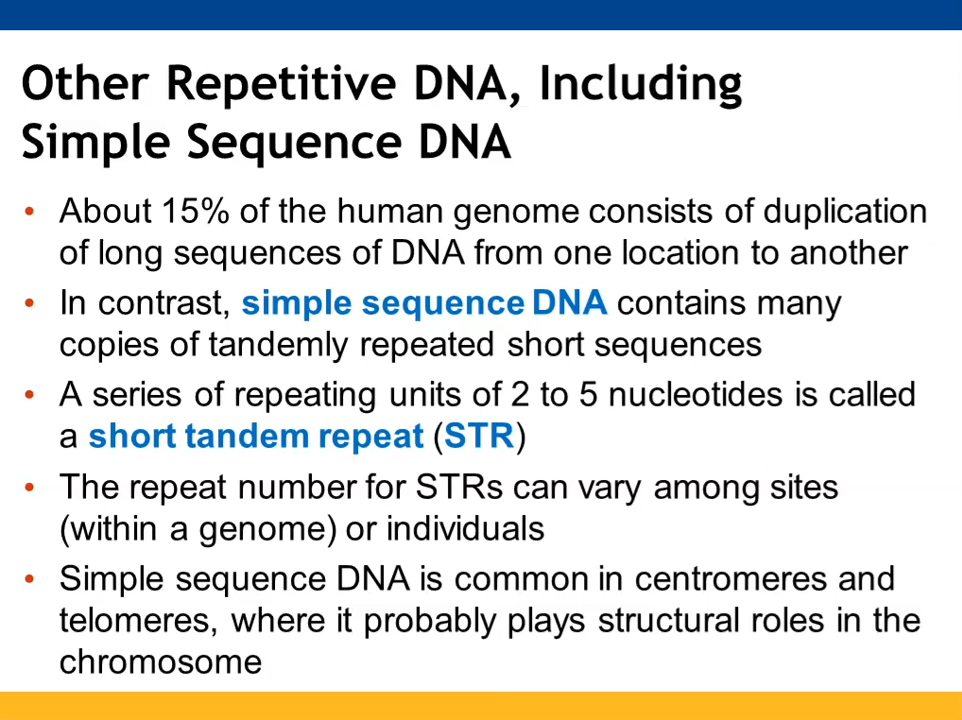 Other Repetitive DNA, Including
Simple Sequence DNA
• About 15% of the human genome consists of duplication
of long sequences of DNA from one location to another
• In contrast, simple sequence DNA contains many
copies of tandemly repeated short sequences
• A series of repeating units of 2 to 5 nucleotides is called
a short tandem repeat (STR)
• The repeat number for STRs can vary among sites
(within a genome) or individuals
• Simple sequence DNA is common in centromeres and
telomeres, where it probably plays structural roles in the
chromosome